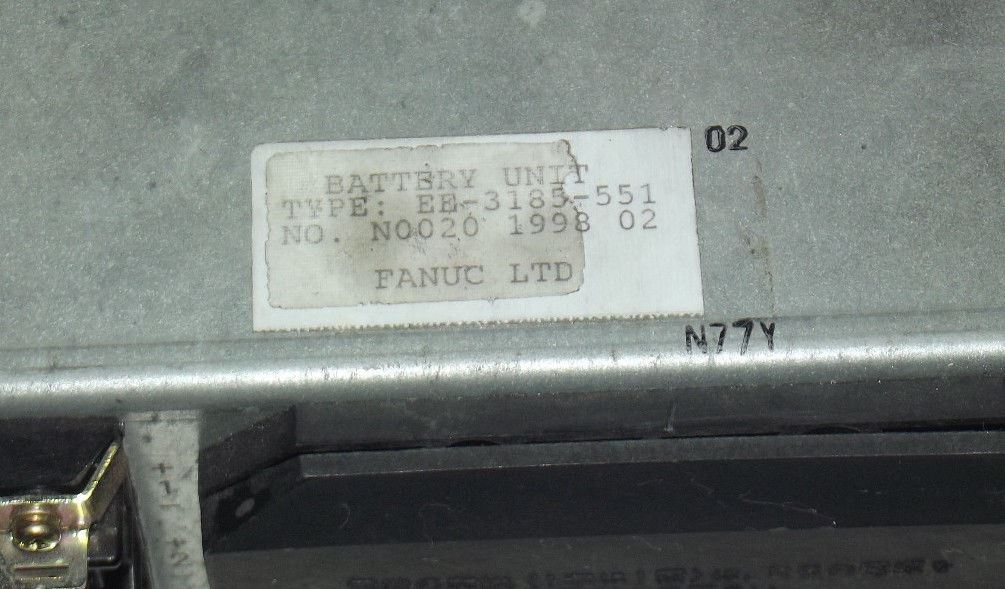 02
BATTERY UNIT
TYPE: EE-3185-551
NO. N0020 1998 02
FANUC LTD
N77Y